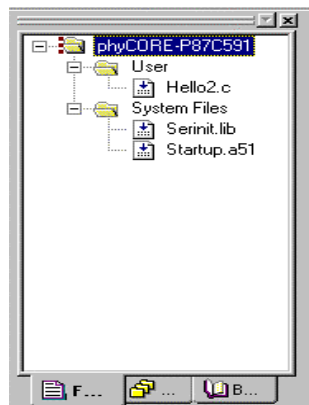 phyCORE-P87C591
User
Hello2.c
System Files
Serinit.lib
Startup.a51
F... ... B...